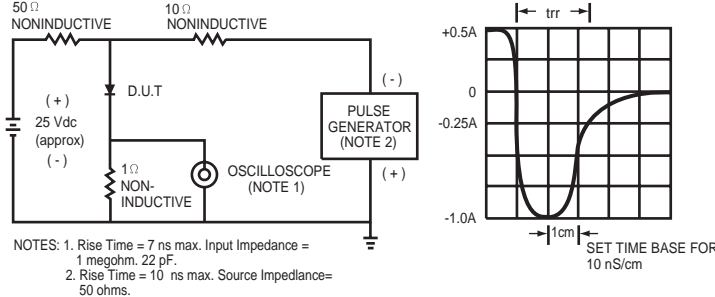 50 Ω
NONINDUCTIVE
10 Ω
NONINDUCTIVE
trr
+0.5A
( - )
D.U.T
( + )
25 Vdc
(approx)
( - )
PULSE
GENERATOR
(NOTE 2)
0
-0.25A
1 Ω
NON-
INDUCTIVE
OSCILLOSCOPE
(NOTE 1)
( + )
-1.0A
1cm
SET TIME BASE FOR
10 nS/cm
NOTES: 1. Rise Time = 7 ns max. Input Impedance =
1 megohm. 22 pF.
2. Rise Time = 10 ns max. Source Impedlance=
50 ohms.